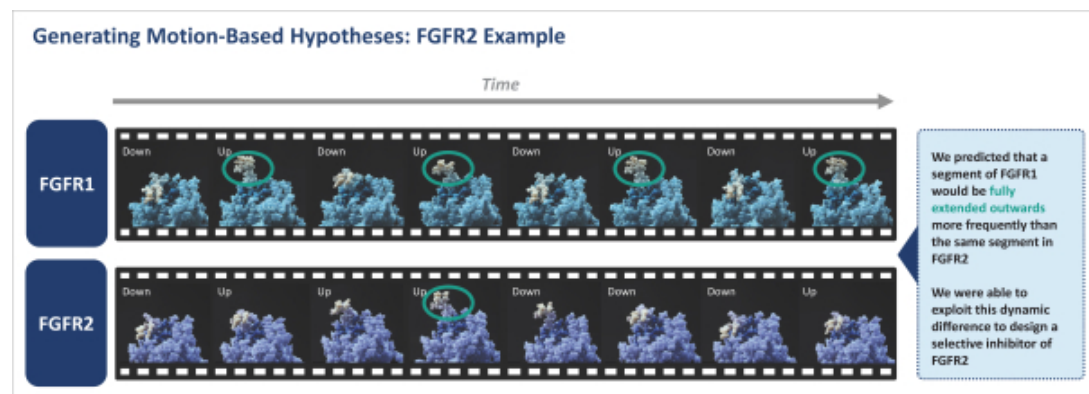 Generating Motion-Based Hypotheses: FGFR2 Example
Time
FGFR1
Down Up Down Up Down Up Down Up
FGFR2
Down Up Up Up Down Down Down Up
We predicted that a
segment of FGFR1
would be fully
extended outwards
more frequently than
the same segment in
FGFR2
We were able to
exploit this dynamic
difference to design a
selective inhibitor of
FGFR2